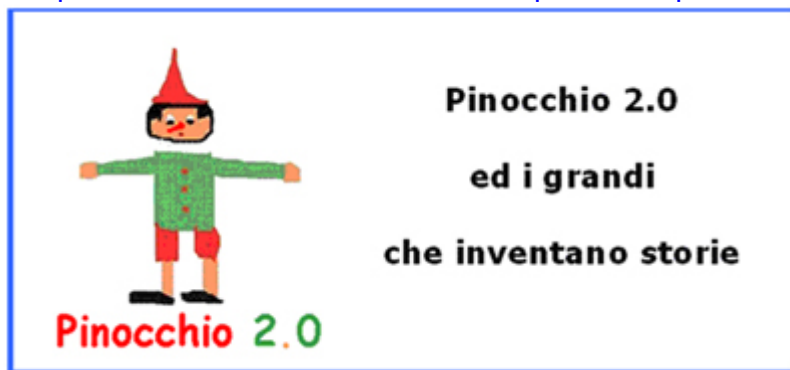 Pinocchio 2.0
ed i grandi
che inventano storie
Pinocchio 2.0